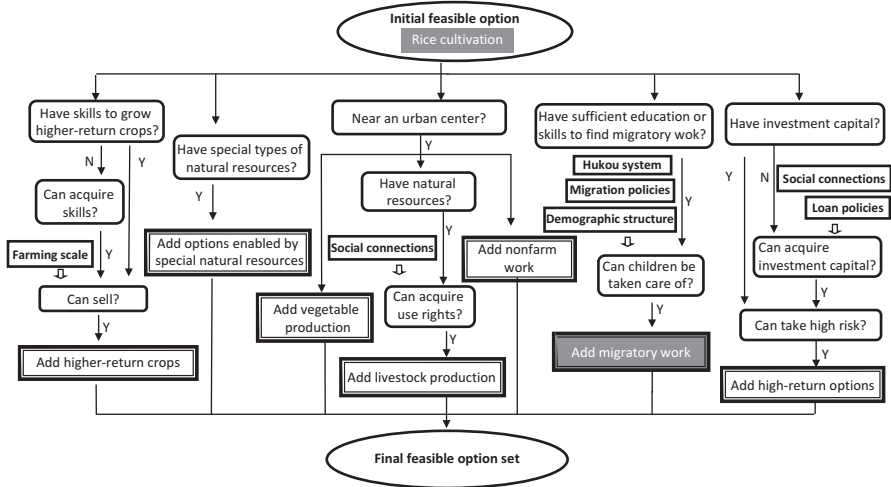 Initial feasible option
Rice cultivation
Have skills to grow
higher-return crops?
N
Y
Can acquire
skills?
Farming scale
Y
Can sell?
Y
Add higher-return crops
Have special types of
natural resources?
Y
Add options enabled by
special natural resources
Near an urban center?
Y
Have natural
resources?
Social connections
Y
Add nonfarm
work
Can acquire
use rights?
Add vegetable
production
Y
Add livestock production
Have sufficient education or
skills to find migratory wok?
Hukou system
Migration policies
Y
Demographic structure
Can children be
taken care of?
Y
Add migratory work
Have investment capital?
Y
N
Social connections
Loan policies
Can acquire
investment capital?
Y
Can take high risk?
Y
Add high-return options
Final feasible option set